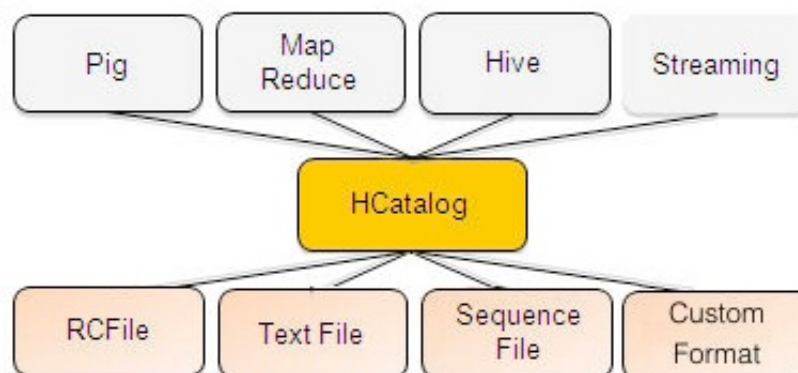 Pig
Map
Reduce
Hive
Streaming
HCatalog
RCFile
Text File
Sequence
File
Custom
Format